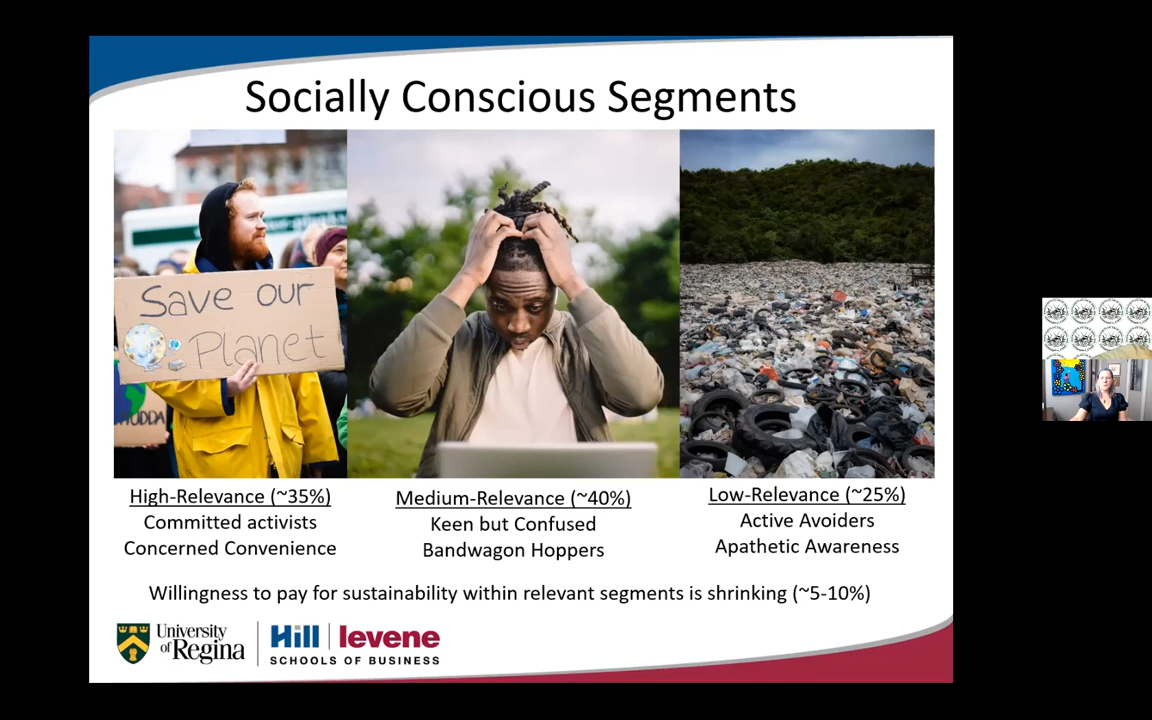 Socially Conscious Segments
Save our
Planet
UDDA
High-Relevance (~35%)
Committed activists
Concerned Convenience
Medium-Relevance (~40%)
Keen but Confused
Bandwagon Hoppers
Low-Relevance (~25%)
Active Avoiders
Apathetic Awareness
Willingness to pay for sustainability within relevant segments is shrinking (~5-10%)
University
of Regina
Hill levene
SCHOOLS OF BUSINESS